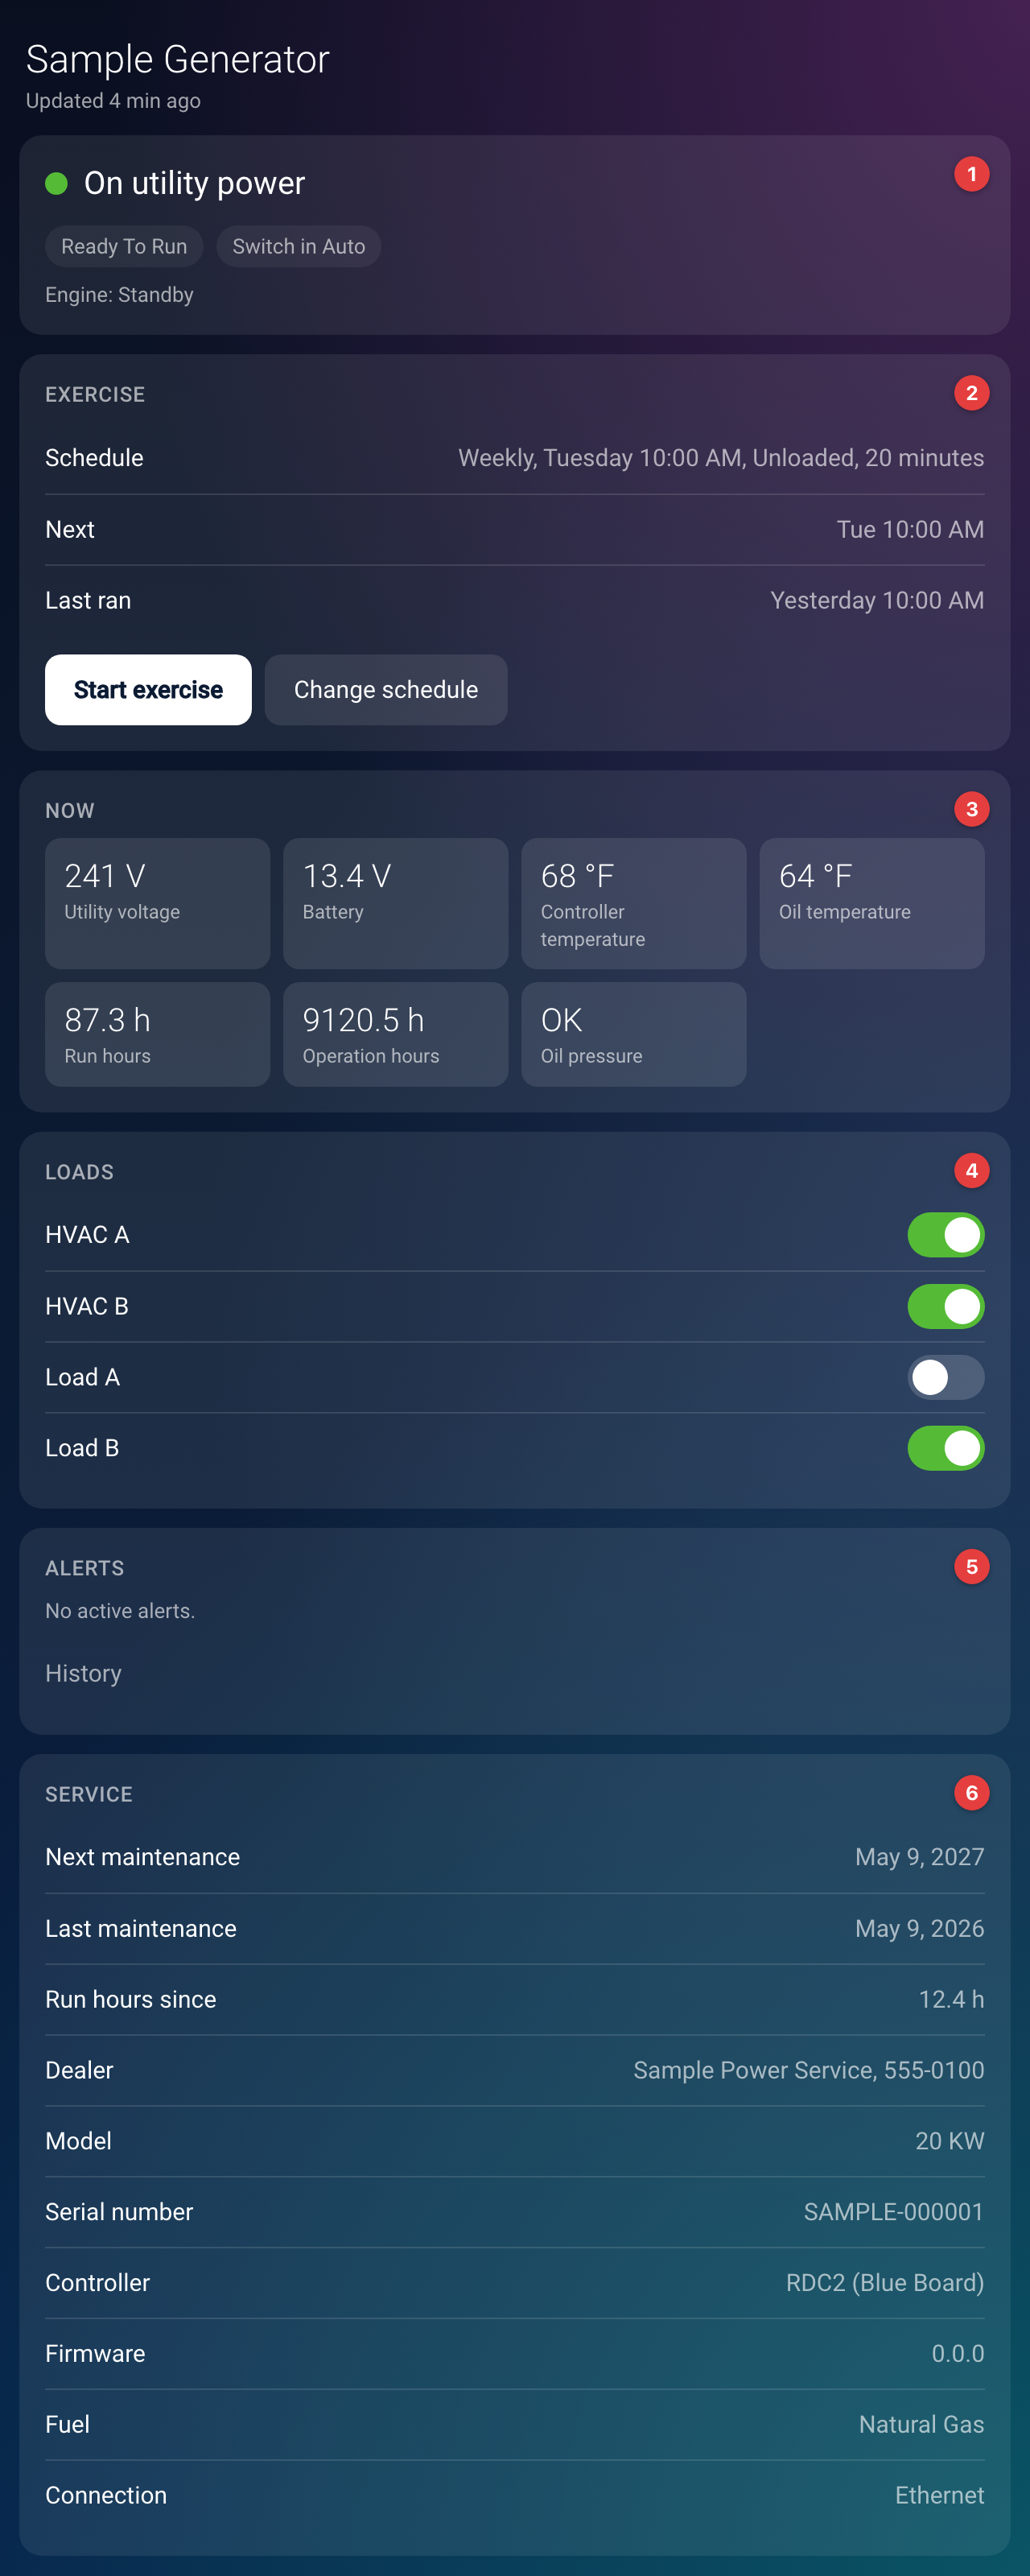 Sample Generator
Updated 4 min ago
On utility power
1
Ready To Run
Switch in Auto
Engine: Standby
EXERCISE
2
Schedule
Weekly, Tuesday 10:00 AM, Unloaded, 20 minutes
Next
Tue 10:00 AM
Last ran
Yesterday 10:00 AM
Start exercise
Change schedule
NOW
3
241 V
Utility voltage
13.4 V
Battery
68 °F
Controller
temperature
64 °F
Oil temperature
87.3 h
Run hours
9120.5 h
Operation hours
OK
Oil pressure
LOADS
4
HVAC A
HVAC B
Load A
Load B
ALERTS
5
No active alerts.
History
SERVICE
6
Next maintenance
May 9, 2027
Last maintenance
May 9, 2026
Run hours since
12.4 h
Dealer
Sample Power Service, 555-0100
Model
20 KW
Serial number
SAMPLE-000001
Controller
RDC2 (Blue Board)
Firmware
0.0.0
Fuel
Natural Gas
Connection
Ethernet